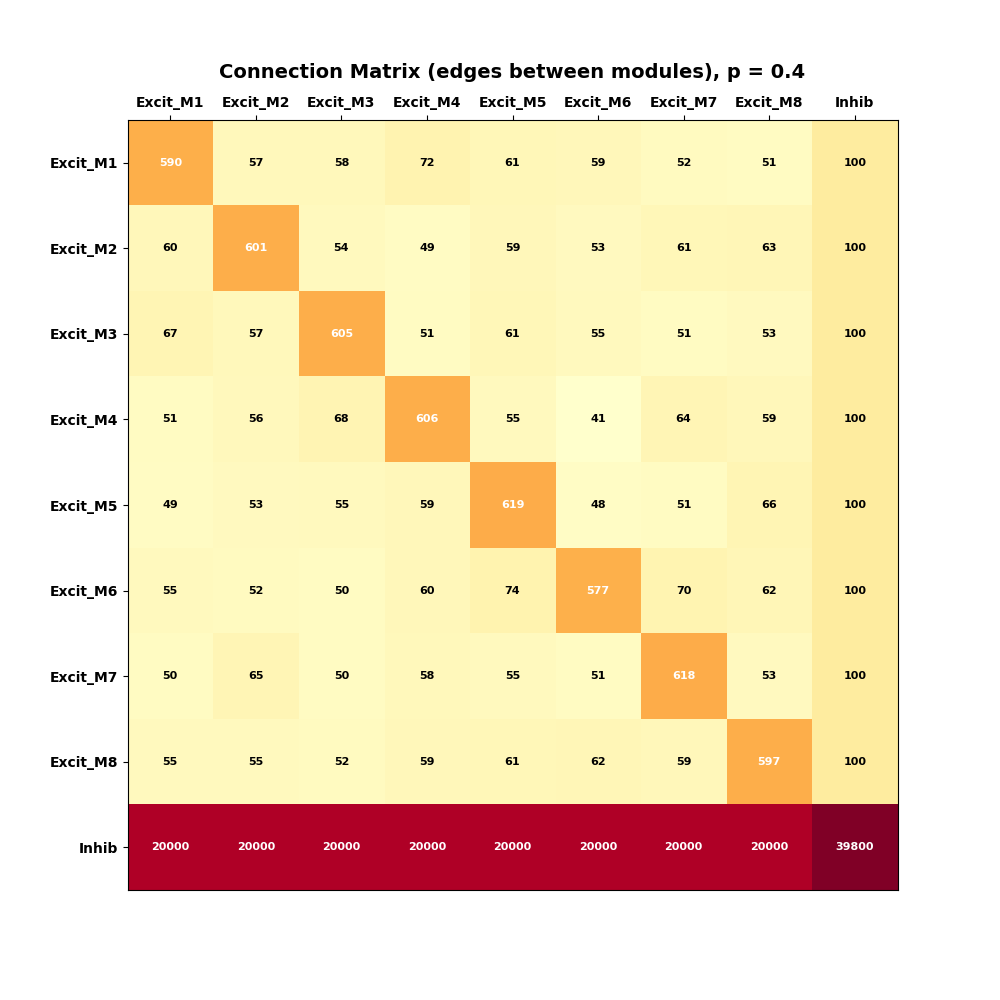 Connection Matrix (edges between modules), p = 0.4
Excit_M1 Excit_M2 Excit_M3 Excit_M4 Excit_M5 Excit_M6 Excit_M7 Excit_M8 Inhib
Excit_M1 590 57 58 72 61 59 52 51 100
Excit_M2 60 601 54 49 59 53 61 63 100
Excit_M3 67 57 605 51 61 55 51 53 100
Excit_M4 51 56 68 606 55 41 64 59 100
Excit_M5 49 53 55 59 619 48 51 66 100
Excit_M6 55 52 50 60 74 577 70 62 100
Excit_M7 50 65 50 58 55 51 618 53 100
Excit_M8 55 55 52 59 61 62 59 597 100
Inhib 20000 20000 20000 20000 20000 20000 20000 20000 39800